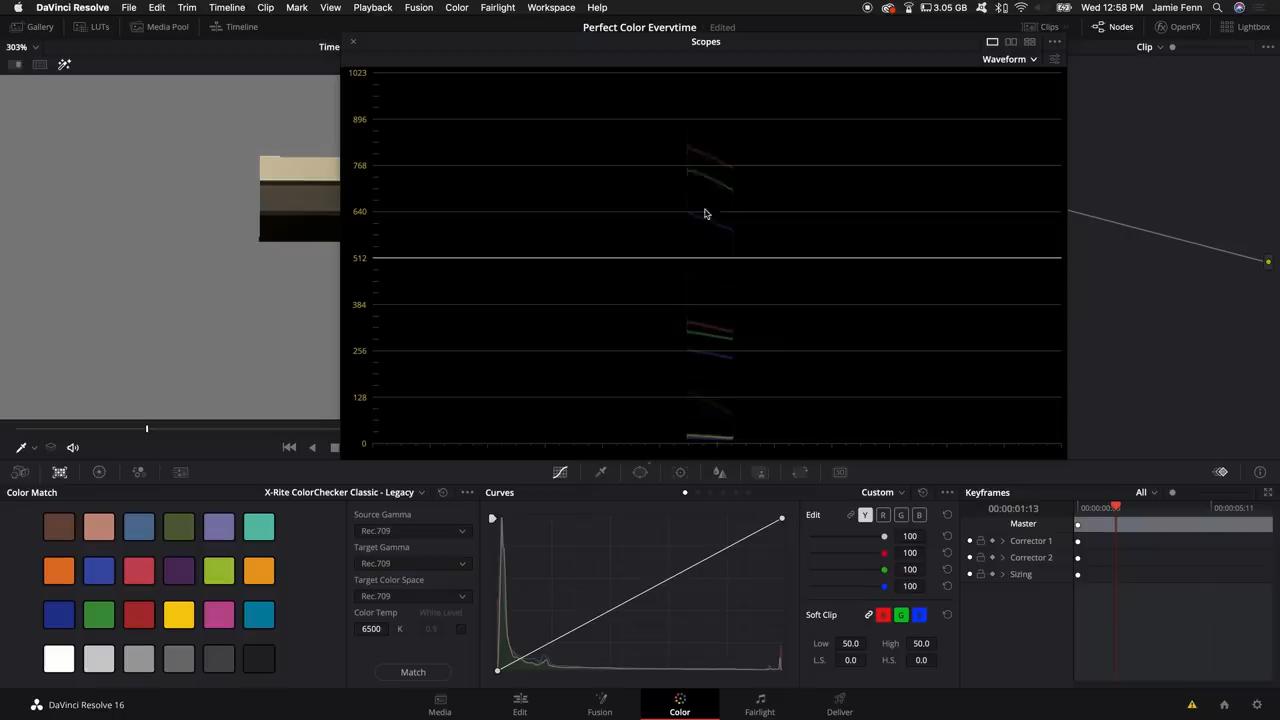 DaVinci Resolve File Edit Trim Timeline Clip Mark View Playback Fusion Color Fairlight Workspace Help 3.05 GB Wed 12:58 PM Jamie Fenn
Gallery LUTs Media Pool Timeline Perfect Color Everytime Edited Clips Nodes OpenFX Lightbox
303% Time Scopes Clip
Waveform
1023
896
768
640
512
384
256
128
0
Color Match X-Rite ColorChecker Classic - Legacy Curves Custom Keyframes All
Source Gamma
Rec.709
Target Gamma
Rec.709
Target Color Space
Rec.709
Color Temp White Level
6500 K 0.9
Match
Edit Y R G B
100
100
100
100
Soft Clip
Low 50.0 High 50.0
L.S. 0.0 H.S. 0.0
00:00:01:13 00:00:00 00:00:05:11
Master
Corrector 1
Corrector 2
Sizing
DaVinci Resolve 16 Media Edit Fusion Color Fairlight Deliver